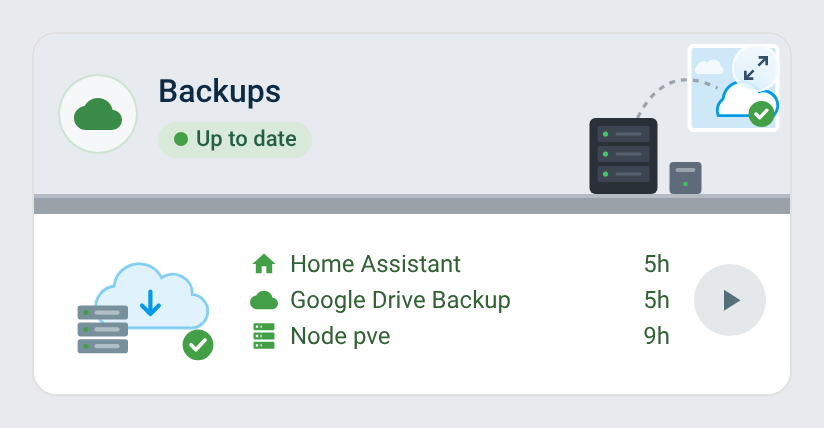 Backups
Up to date
Home Assistant 5h
Google Drive Backup 5h
Node pve 9h